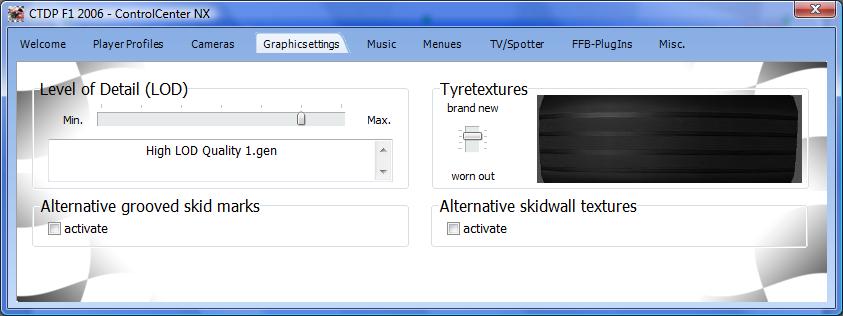 CTDP F1 2006 - ControlCenter NX
Welcome Player Profiles Cameras Graphicsettings Music Menues TV/Spotter FFB-PlugIns Misc.
Level of Detail (LOD)
Min. Max.
High LOD Quality 1.gen
Tyretextures
brand new
worn out
Alternative grooved skid marks
activate
Alternative skidwall textures
activate